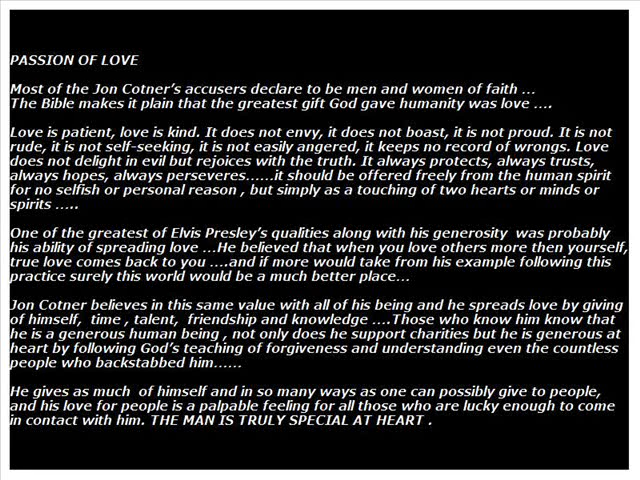 PASSION OF LOVE
Most of the Jon Cotner's accusers declare to be men and women of faith ...
The Bible makes it plain that the greatest gift God gave humanity was love ....
Love is patient, love is kind. It does not envy, it does not boast, it is not proud. It is not
rude, it is not self-seeking, it is not easily angered, it keeps no record of wrongs. Love
does not delight in evil but rejoices with the truth. It always protects, always trusts,
always hopes, always perseveres......it should be offered freely from the human spirit
for no selfish or personal reason , but simply as a touching of two hearts or minds or
spirits .....
One of the greatest of Elvis Presley's qualities along with his generosity  was probably
his ability of spreading love ...He believed that when you love others more then yourself,
true love comes back to you ....and if more would take from his example following this
practice surely this world would be a much better place...
Jon Cotner believes in this same value with all of his being and he spreads love by giving
of himself,  time , talent,  friendship and knowledge ....Those who know him know that
he is a generous human being , not only does he support charities but he is generous at
heart by following God's teaching of forgiveness and understanding even the countless
people who backstabbed him......
He gives as much  of himself and in so many ways as one can possibly give to people,
and his love for people is a palpable feeling for all those who are lucky enough to come
in contact with him. THE MAN IS TRULY SPECIAL AT HEART .